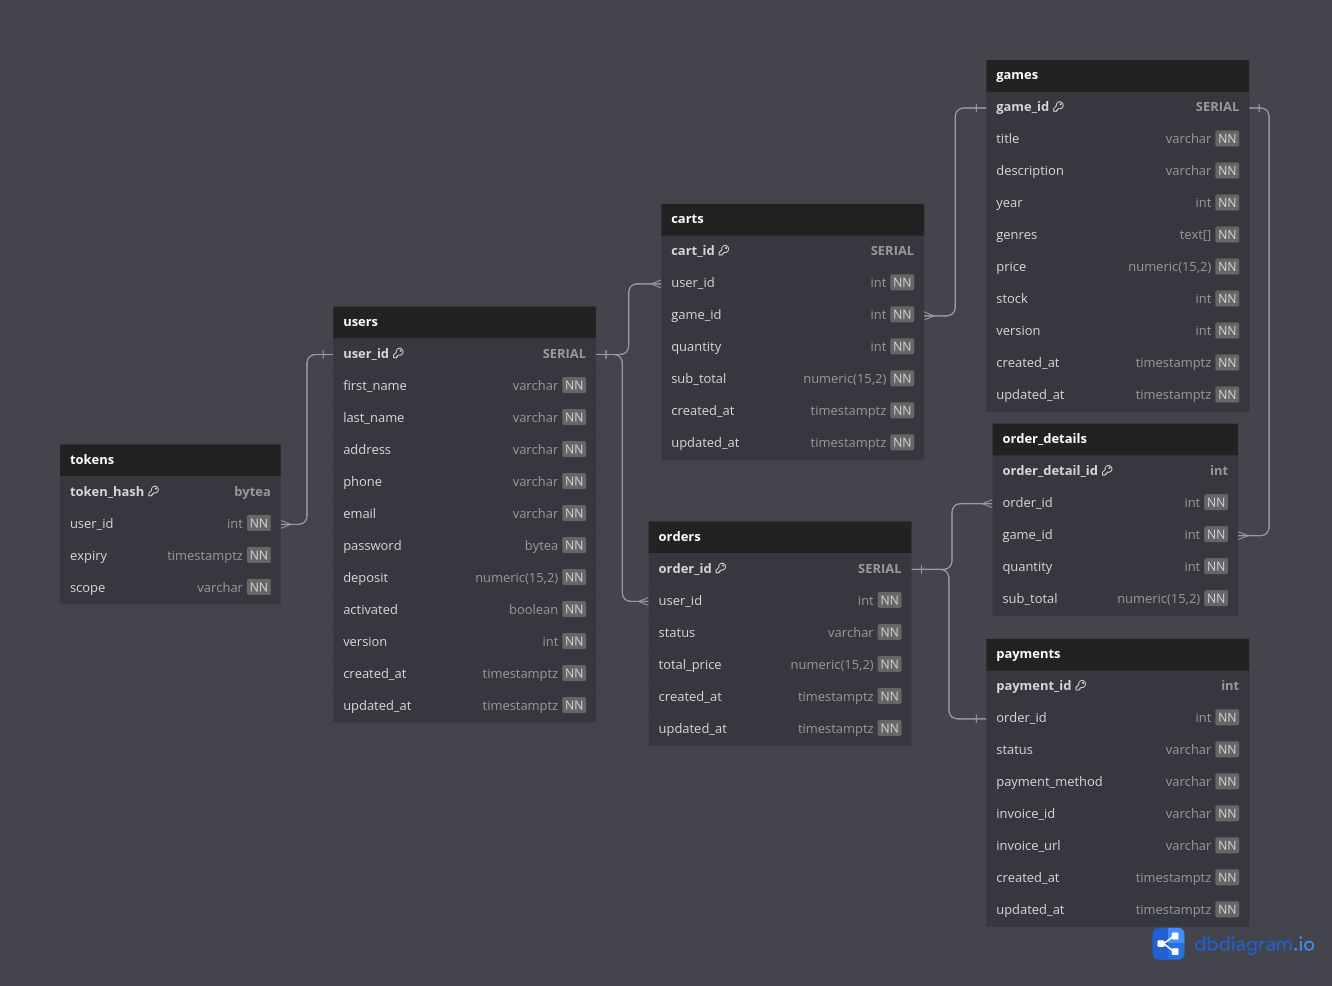 tokens
token_hash bytea
user_id int NN
expiry timestamptz NN
scope varchar NN
users
user_id SERIAL
first_name varchar NN
last_name varchar NN
address varchar NN
phone varchar NN
email varchar NN
password bytea NN
deposit numeric(15,2) NN
activated boolean NN
version int NN
created_at timestamptz NN
updated_at timestamptz NN
carts
cart_id SERIAL
user_id int NN
game_id int NN
quantity int NN
sub_total numeric(15,2) NN
created_at timestamptz NN
updated_at timestamptz NN
orders
order_id SERIAL
user_id int NN
status varchar NN
total_price numeric(15,2) NN
created_at timestamptz NN
updated_at timestamptz NN
games
game_id SERIAL
title varchar NN
description varchar NN
year int NN
genres text[] NN
price numeric(15,2) NN
stock int NN
version int NN
created_at timestamptz NN
updated_at timestamptz NN
order_details
order_detail_id int
order_id int NN
game_id int NN
quantity int NN
sub_total numeric(15,2) NN
payments
payment_id int
order_id int NN
status varchar NN
payment_method varchar NN
invoice_id varchar NN
invoice_url varchar NN
created_at timestamptz NN
updated_at timestamptz NN
dbdiagram.io